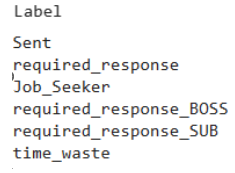 Label
Sent
required_response
Job_Seeker
required_response_BOSS
required_response_SUB
time_waste